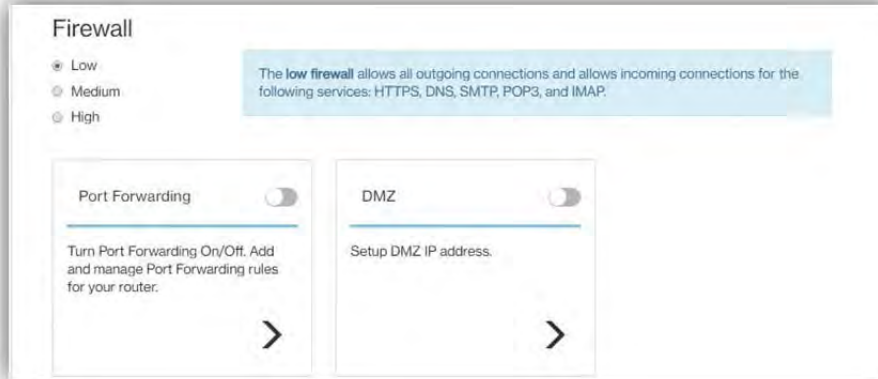 Firewall
Low
Medium
High
The low firewall allows all outgoing connections and allows incoming connections for the
following services: HTTPS, DNS, SMTP, POP3, and IMAP.
Port Forwarding
Turn Port Forwarding On/Off. Add
and manage Port Forwarding rules
for your router.
DMZ
Setup DMZ IP address.